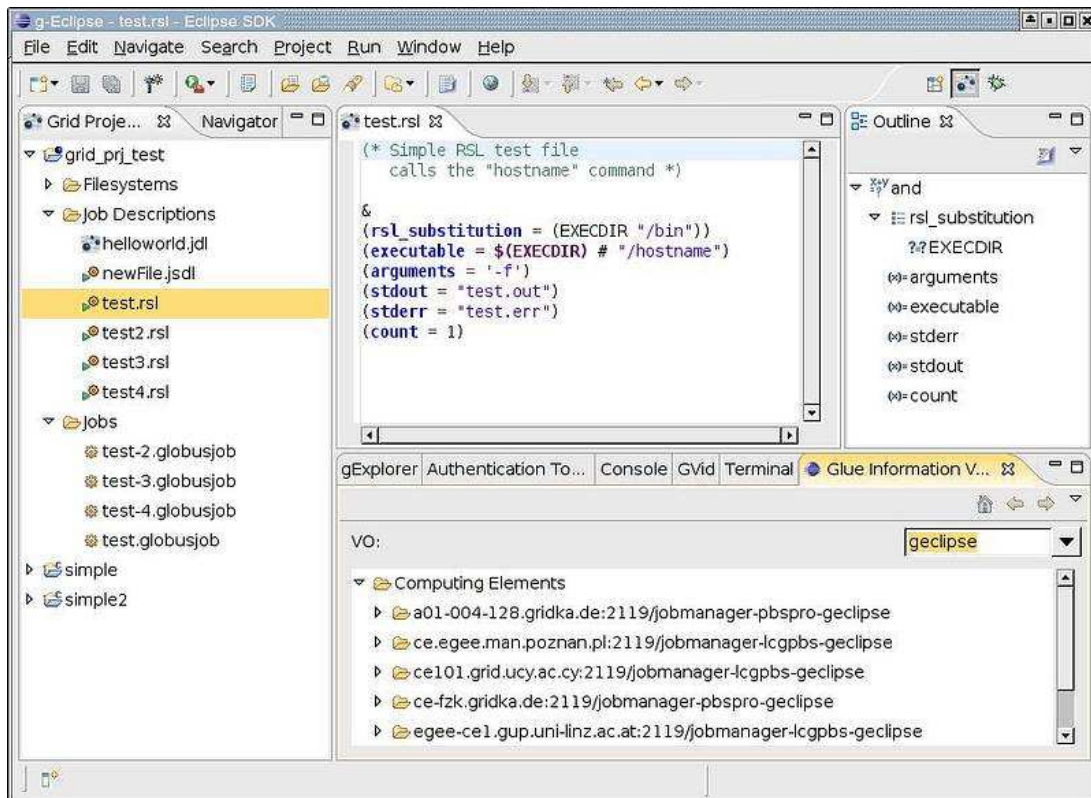 g-Eclipse - test.rsl - Eclipse SDK
File Edit Navigate Search Project Run Window Help
Grid Proje... Navigator
grid_prj_test
Filesystems
Job Descriptions
helloworld.jdl
newFile.jsdl
test.rsl
test2.rsl
test3.rsl
test4.rsl
Jobs
test-2.globusjob
test-3.globusjob
test-4.globusjob
test.globusjob
simple
simple2
test.rsl
(* Simple RSL test file
calls the "hostname" command *)
&
(rsl_substitution = (EXECDIR "/bin"))
(executable = $(EXECDIR) # "/hostname")
(arguments = '-f')
(stdout = "test.out")
(stderr = "test.err")
(count = 1)
Outline
and
rsl_substitution
EXECDIR
(x)= arguments
(x)= executable
(x)= stderr
(x)= stdout
(x)= count
gExplorer Authentication To... Console GVid Terminal Glue Information V...
VO: geclipse
Computing Elements
a01-004-128.gridka.de:2119/jobmanager-pbspro-geclipse
ce.egee.man.poznan.pl:2119/jobmanager-lcgpbs-geclipse
ce101.grid.ucy.ac.cy:2119/jobmanager-lcgpbs-geclipse
ce-fzk.gridka.de:2119/jobmanager-pbspro-geclipse
egee-ce1.gup.uni-linz.ac.at:2119/jobmanager-lcgpbs-geclipse